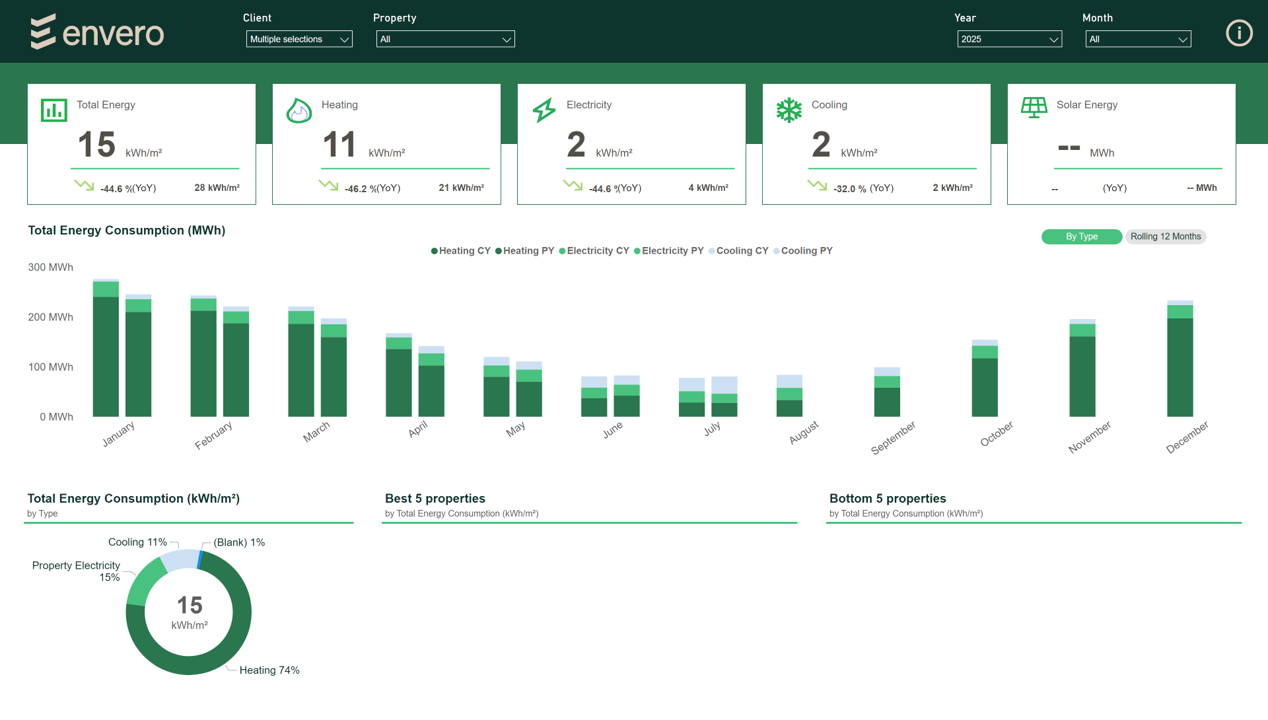 envero
Client
Multiple selections
Property
All
Year
2025
Month
All
Total Energy
15 kWh/m²
-44.6 %(YoY) 28 kWh/m²
Heating
11 kWh/m²
-46.2 %(YoY) 21 kWh/m²
Electricity
2 kWh/m²
-44.6 %(YoY) 4 kWh/m²
Cooling
2 kWh/m²
-32.0 % (YoY) 2 kWh/m²
Solar Energy
-- MWh
-- (YoY) -- MWh
Total Energy Consumption (MWh)
By Type Rolling 12 Months
Heating CY Heating PY Electricity CY Electricity PY Cooling CY Cooling PY
300 MWh
200 MWh
100 MWh
0 MWh
January February March April May June July August September October November December
Total Energy Consumption (kWh/m²)
by Type
Cooling 11%
(Blank) 1%
Property Electricity
15%
15
kWh/m²
Heating 74%
Best 5 properties
by Total Energy Consumption (kWh/m²)
Bottom 5 properties
by Total Energy Consumption (kWh/m²)